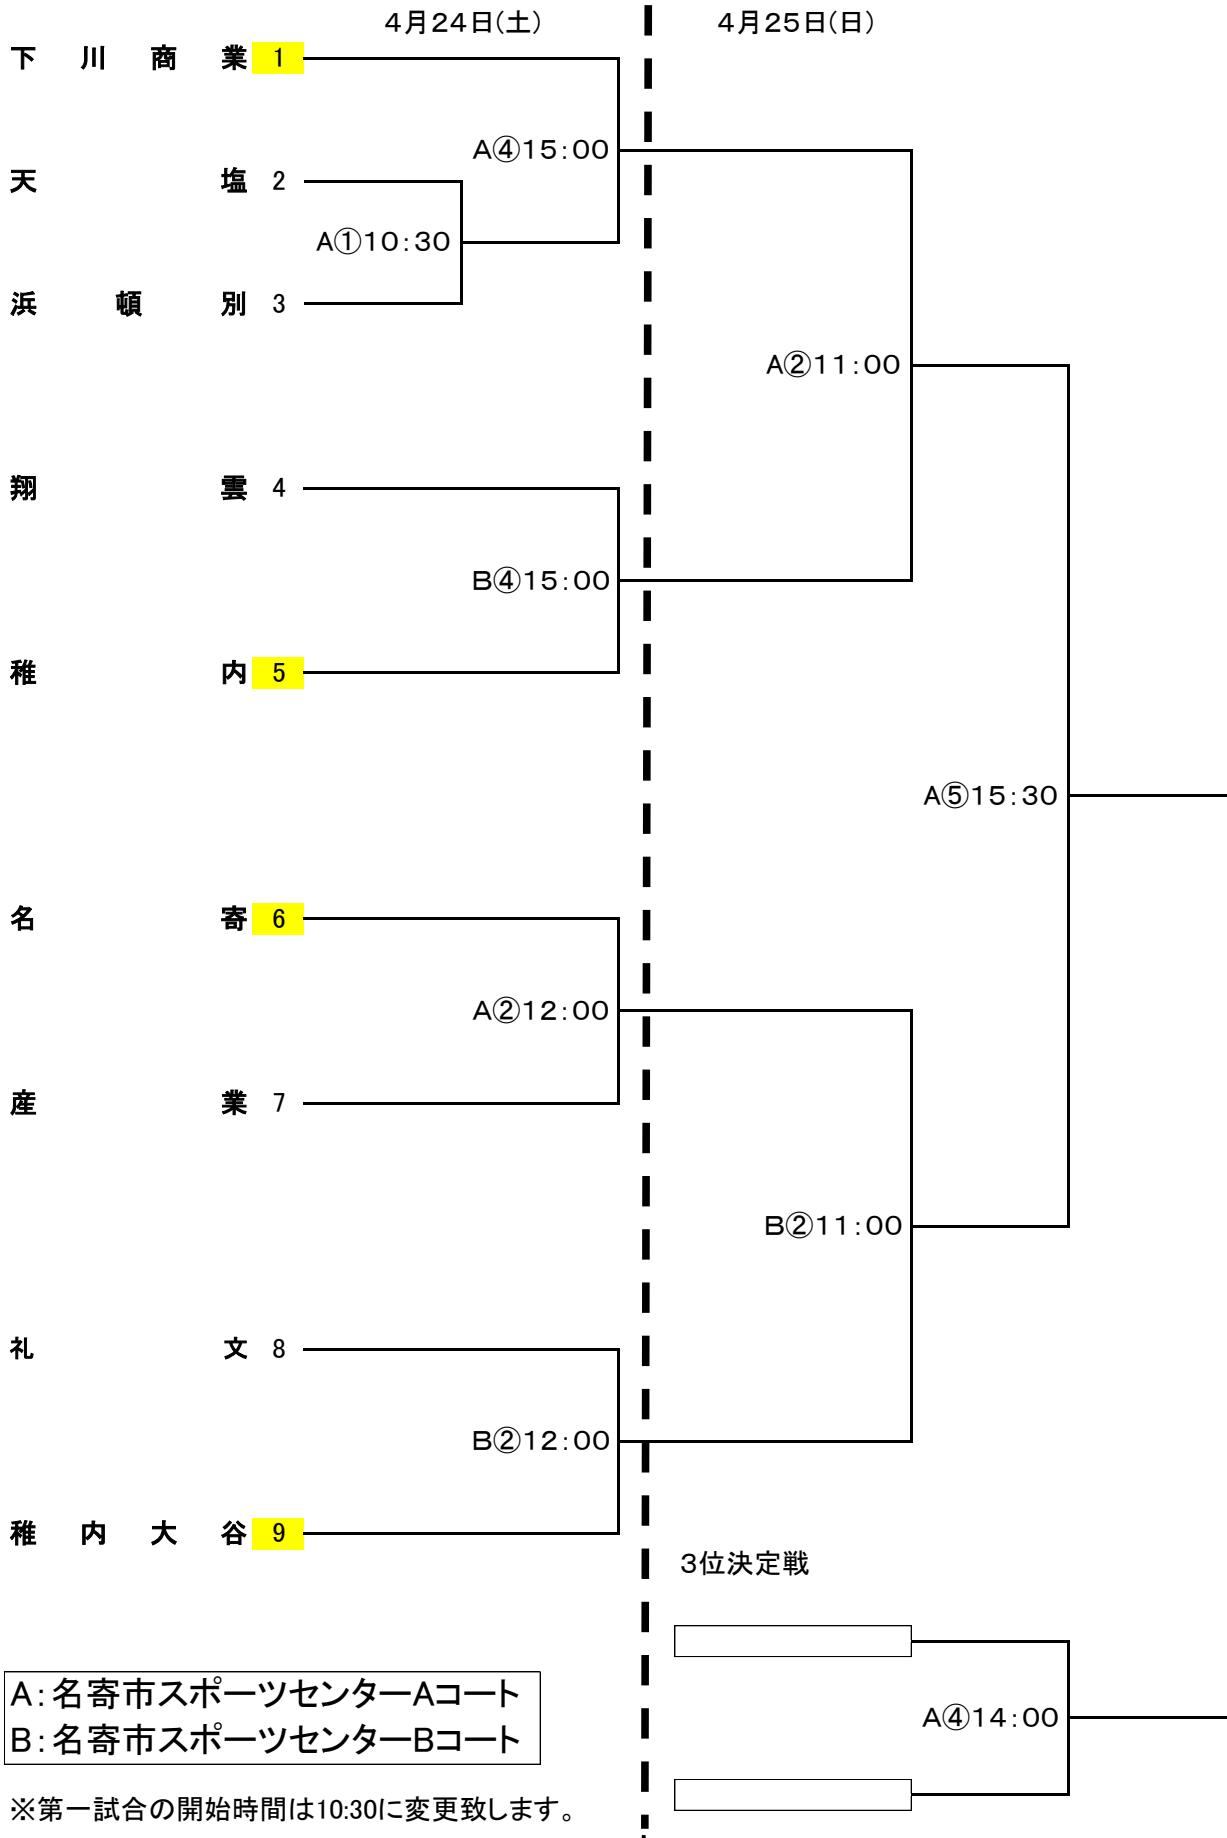 4月24日(土) 4月25日(日)
下川商業 1
A④15:00
天塩 2
A①10:30
浜頓別 3
A②11:00
翔雲 4
B④15:00
稚内 5
A⑤15:30
名寄 6
A②12:00
産業 7
B②11:00
礼文 8
B②12:00
稚内大谷 9
3位決定戦
A:名寄市スポーツセンターAコート
A④14:00
B:名寄市スポーツセンターBコート
※第一試合の開始時間は10:30に変更致します。